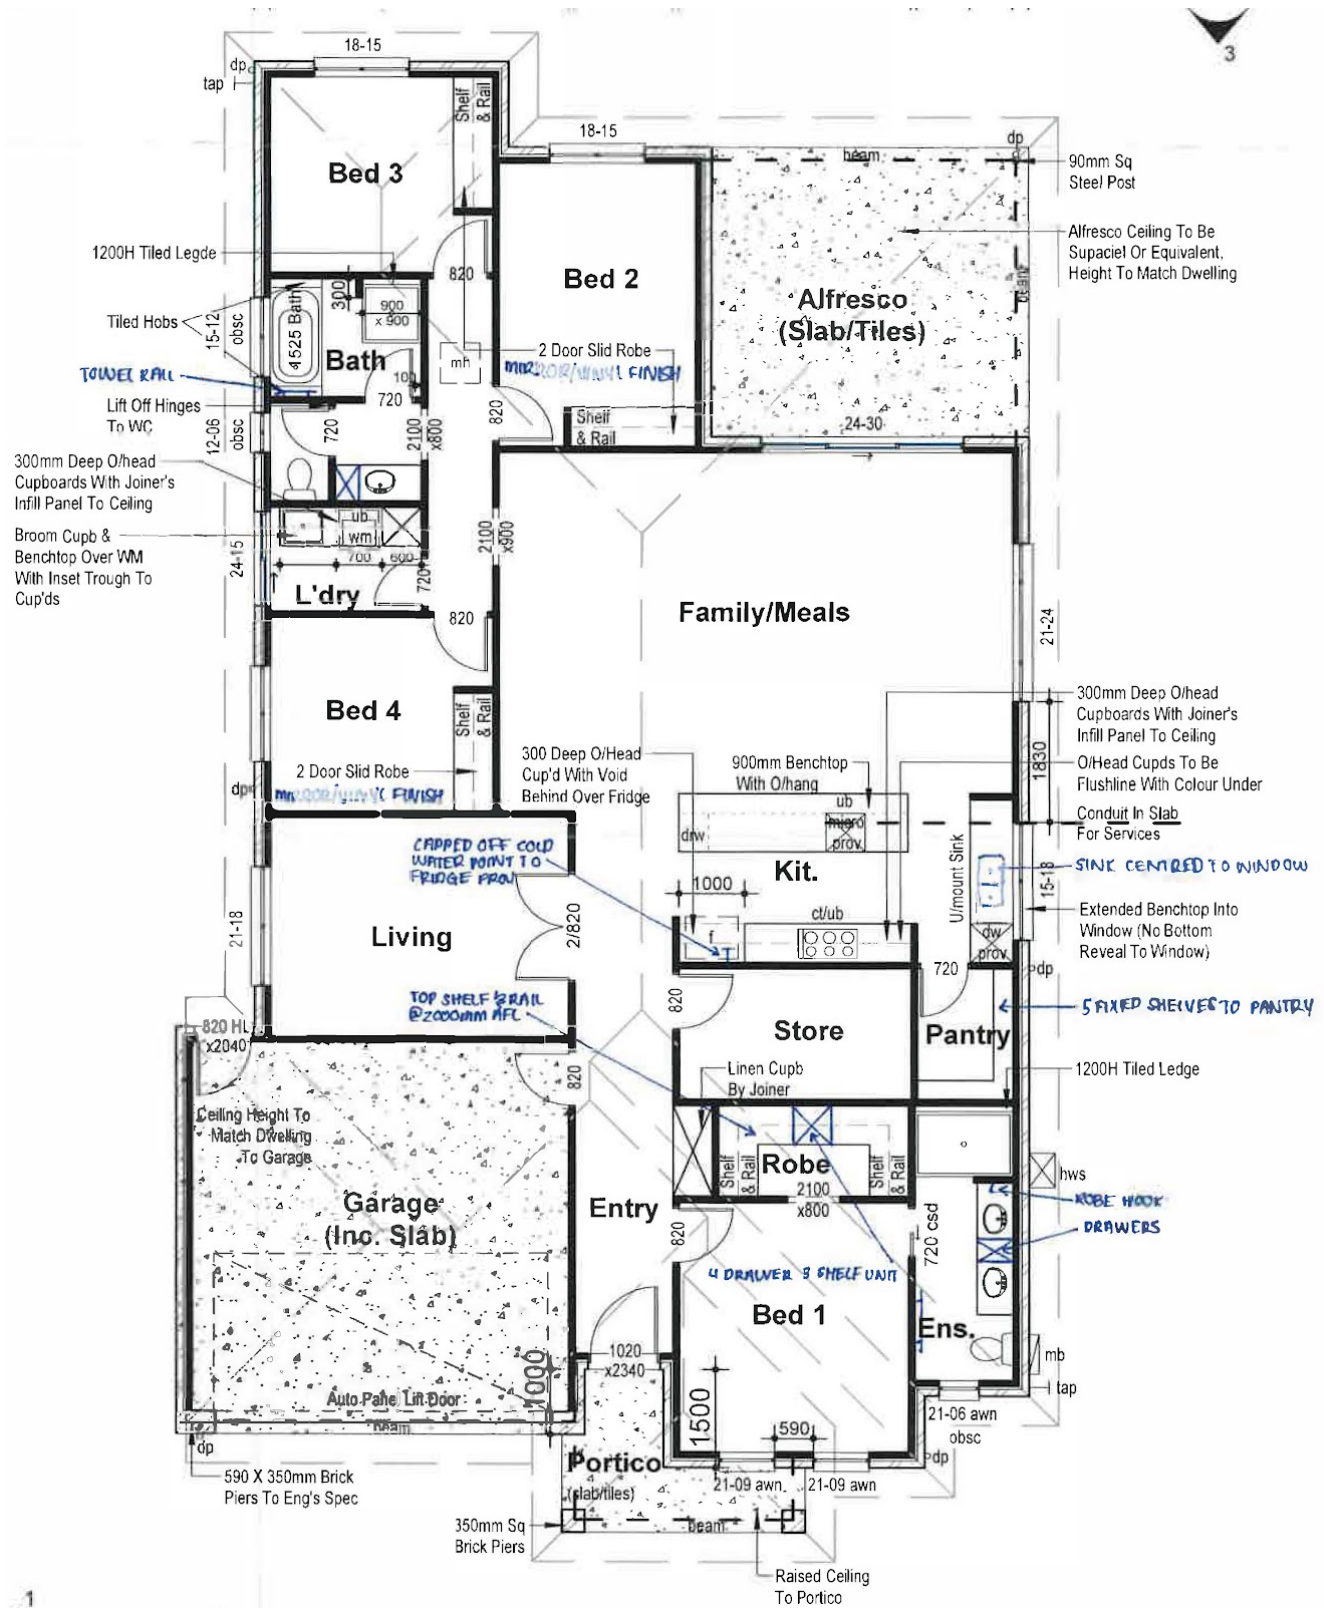 3
18-15
dp
tap
Shelf
& Rail
Bed 3
18-15
dp
beam
90mm Sq
Steel Post
1200H Tiled Legde
820
Bed 2
Alfresco Ceiling To Be
Supaciel Or Equivalent,
Height To Match Dwelling
Alfresco
(Slab/Tiles)
Tiled Hobs
15-12
obsc
1525 Bath
300
900
x 900
Bath
mh
2 Door Slid Robe
TOWEL RAIL
100
720
Lift Off Hinges
To WC
12-06
obsc
720
2100
x800
820
Shelf
& Rail
24-30
300mm Deep O/head
Cupboards With Joiner's
Infill Panel To Ceiling
Broom Cupb &
Benchtop Over WM
With Inset Trough To
Cup'ds
24-15
ub
wm
700
600
720
L'dry
2100
x900
820
Family/Meals
21-24
Bed 4
Shelf
& Rail
2 Door Slid Robe
dp
300 Deep O/Head
Cup'd With Void
Behind Over Fridge
900mm Benchtop
With O/hang
300mm Deep O/head
Cupboards With Joiner's
Infill Panel To Ceiling
1830
O/Head Cupds To Be
Flushline With Colour Under
Conduit In Slab
For Services
ub
drw
micro
prov
CAPPED OFF COLD
WATER POINT TO
FRIDGE PROV
Kit.
U/mount Sink
15-18
SINK CENTRED TO WINDOW
1000
ct/ub
f
dw
prov
Extended Benchtop Into
Window (No Bottom
Reveal To Window)
21-18
Living
2/820
720
dp
TOP SHELF & RAIL
@2000mm AFL
820
Store
Pantry
5 FIXED SHELVES TO PANTRY
820 HL
x2040
820
Linen Cupb
By Joiner
1200H Tiled Ledge
Ceiling Height To
Match Dwelling
To Garage
Shelf
& Rail
Robe
Shelf
& Rail
2100
x800
hws
ROBE HOOK
DRAWERS
Garage
(Inc. Slab)
Entry
820
720 csd
4 DRAWER 3 SHELF UNIT
Bed 1
Ens.
1020
x2340
1000
mb
tap
Auto Pane Lift Door
beam
1500
590
21-06 awn
obsc
dp
dp
590 X 350mm Brick
Piers To Eng's Spec
Portico
(slab/tiles)
21-09 awn
21-09 awn
350mm Sq
Brick Piers
beam
Raised Ceiling
To Portico
1